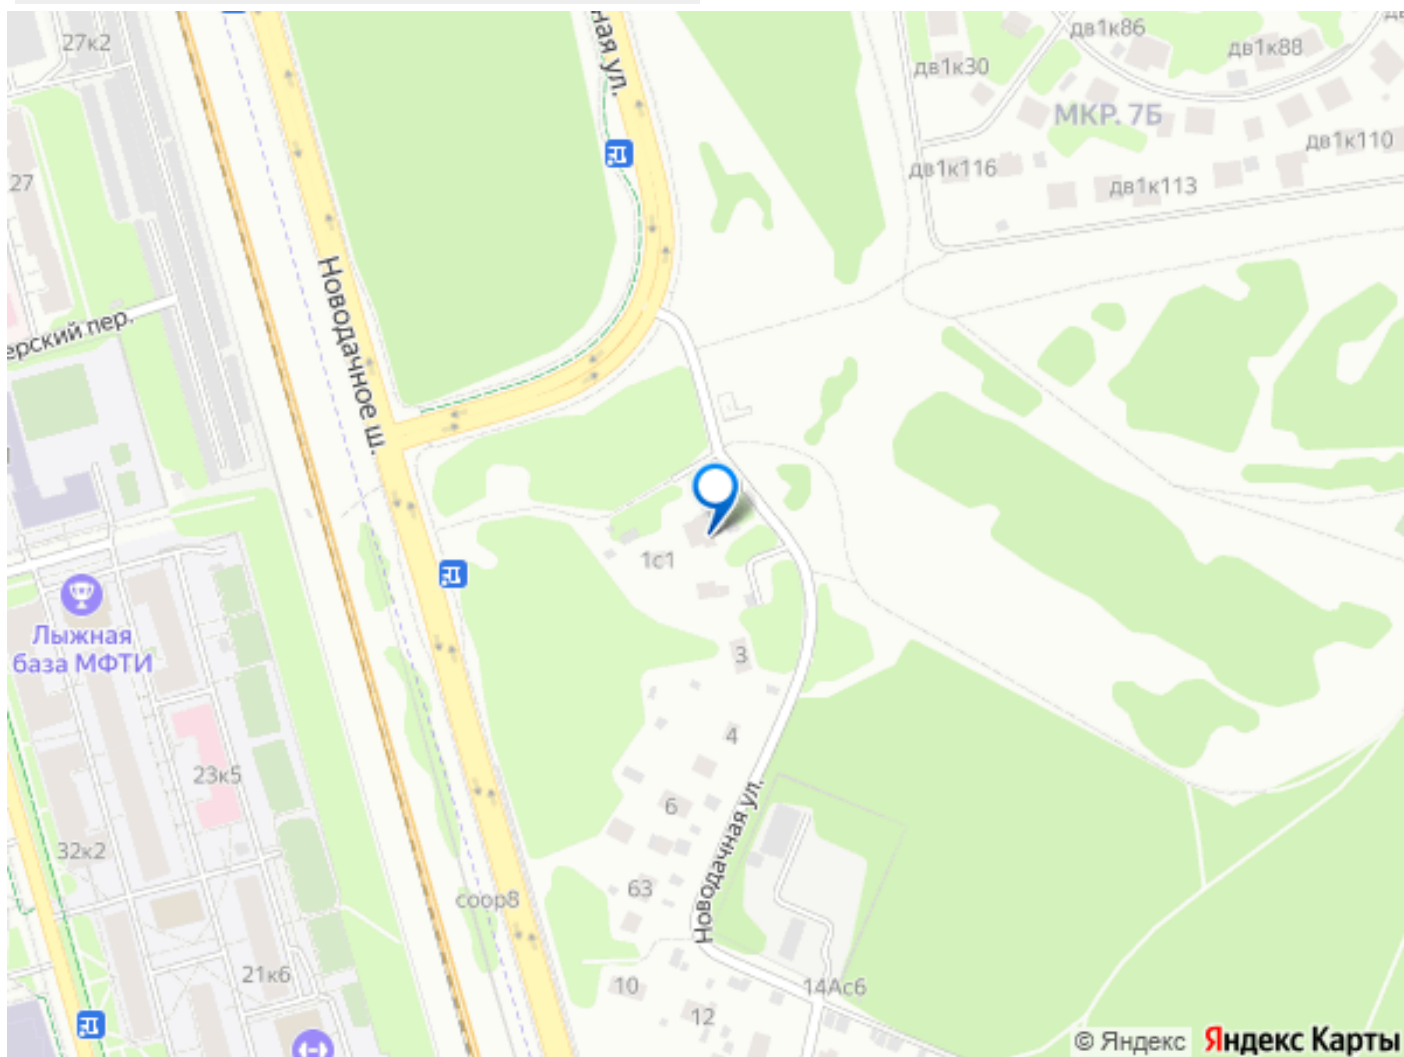 27к2
ная ул.
дв1к86
дв1к88
дв1к30
МКР. 7Б
дв1к110
дв1к116
дв1к113
27
Новодачное ш.
ерский пер.
1с1
Лыжная
база МФТИ
3
4
23к5
6
Новодачная ул.
32к2
63
соор8
21к6
10
14Ас6
12
© Яндекс Яндекс Карты